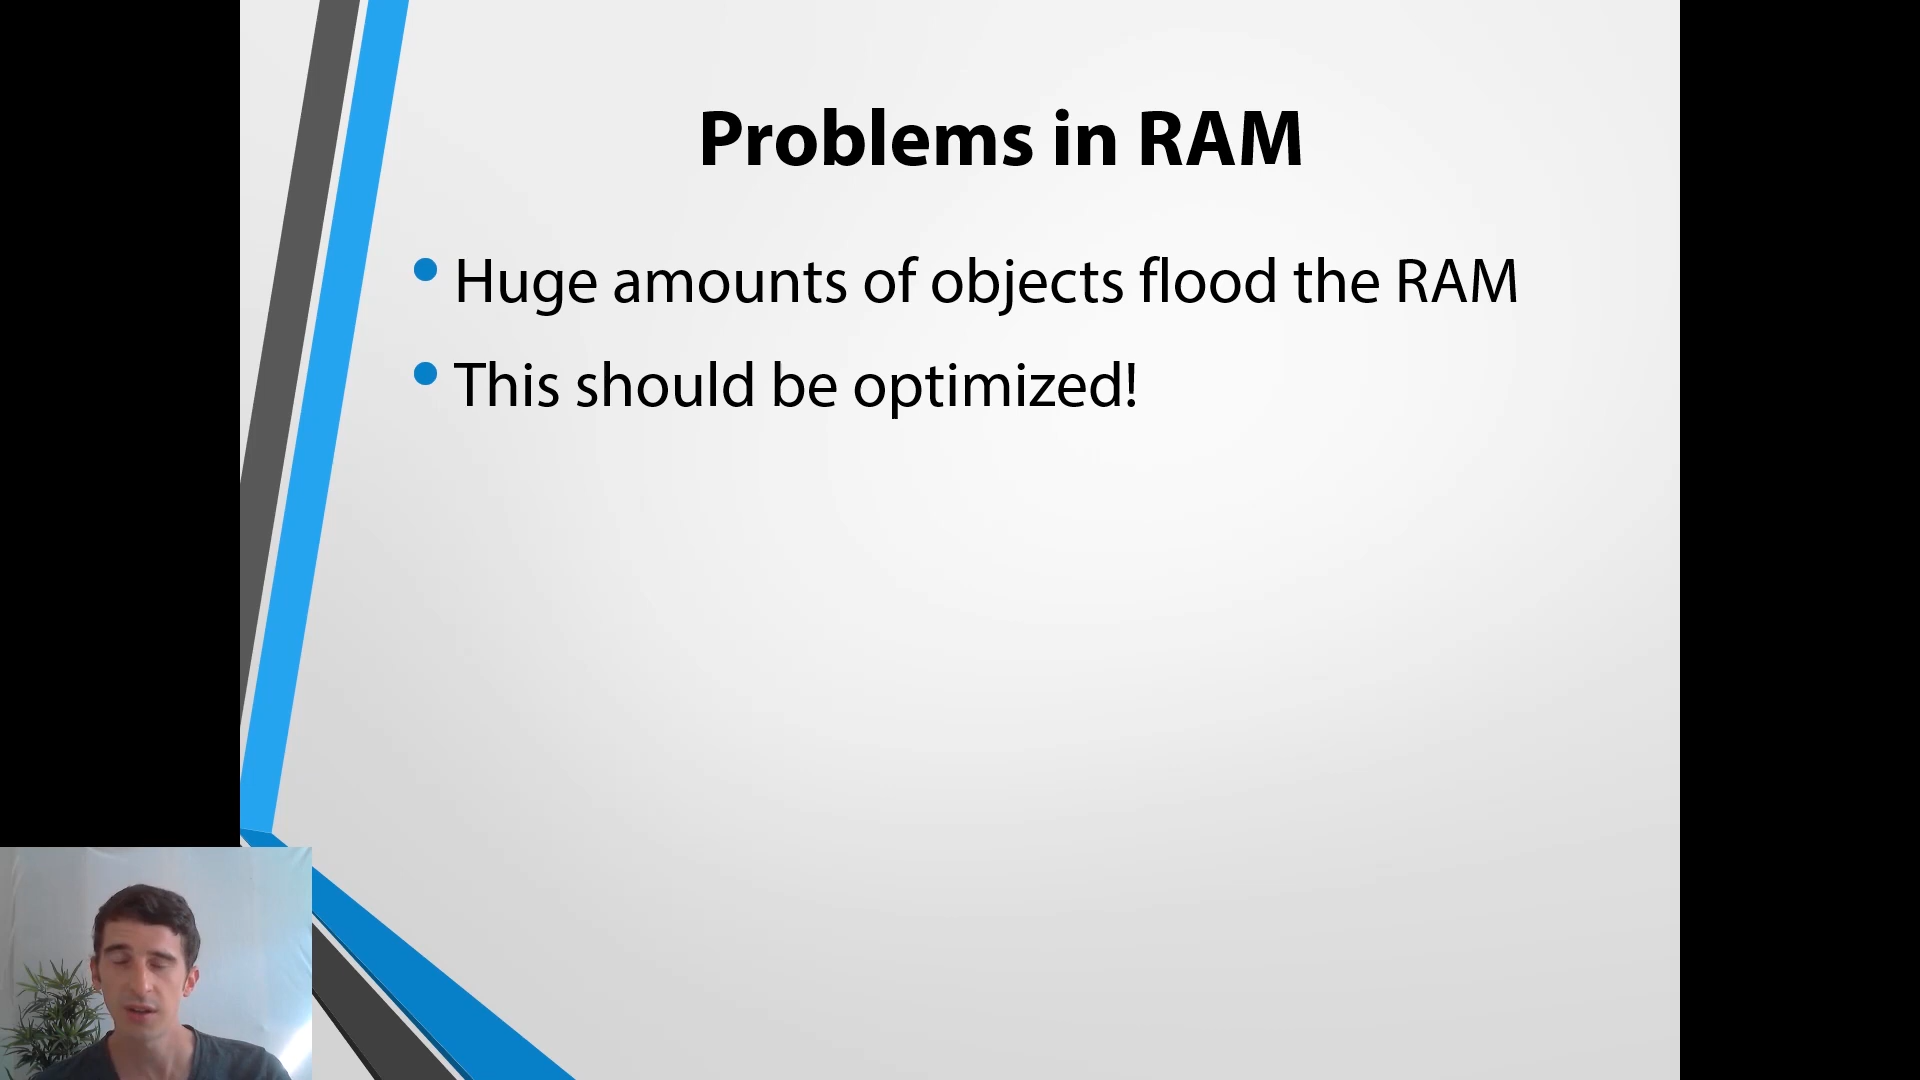 Problems in RAM
• Huge amounts of objects flood the RAM
• This should be optimized!